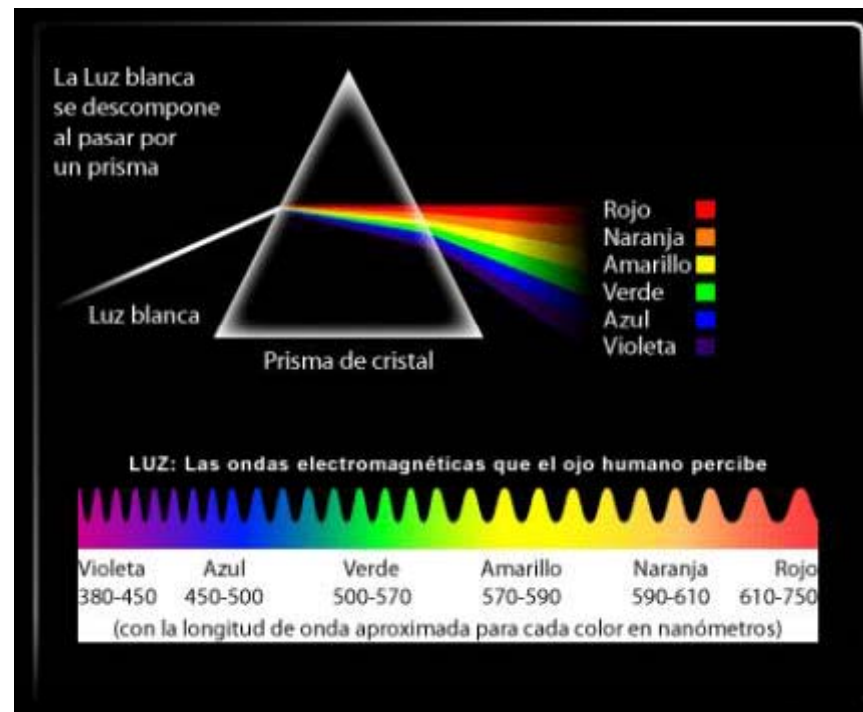 La Luz blanca
se descompone
al pasar por
un prisma
Luz blanca
Prisma de cristal
Rojo
Naranja
Amarillo
Verde
Azul
Violeta
LUZ: Las ondas electromagnéticas que el ojo humano percibe
Violeta Azul Verde Amarillo Naranja Rojo
380-450 450-500 500-570 570-590 590-610 610-750
(con la longitud de onda aproximada para cada color en nanómetros)